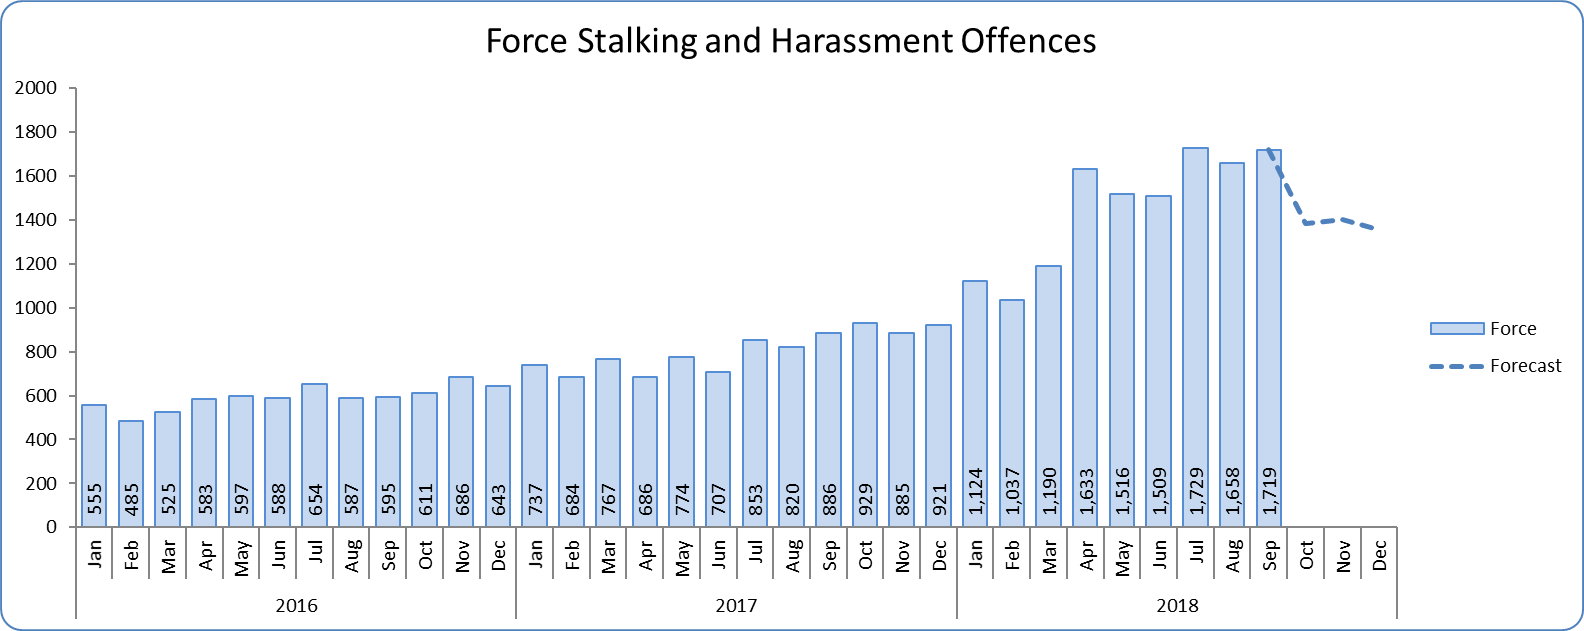 Force Stalking and Harassment Offences
2000
1800
1600
1400
1200
1000
800
600
400
200
0
555 485 525 583 597 588 654 587 595 611 686 643 737 684 767 686 774 707 853 820 886 929 885 921 1,124 1,037 1,190 1,633 1,516 1,509 1,729 1,658 1,719
Jan Feb Mar Apr May Jun Jul Aug Sep Oct Nov Dec Jan Feb Mar Apr May Jun Jul Aug Sep Oct Nov Dec Jan Feb Mar Apr May Jun Jul Aug Sep Oct Nov Dec
2016 2017 2018
Force
Forecast